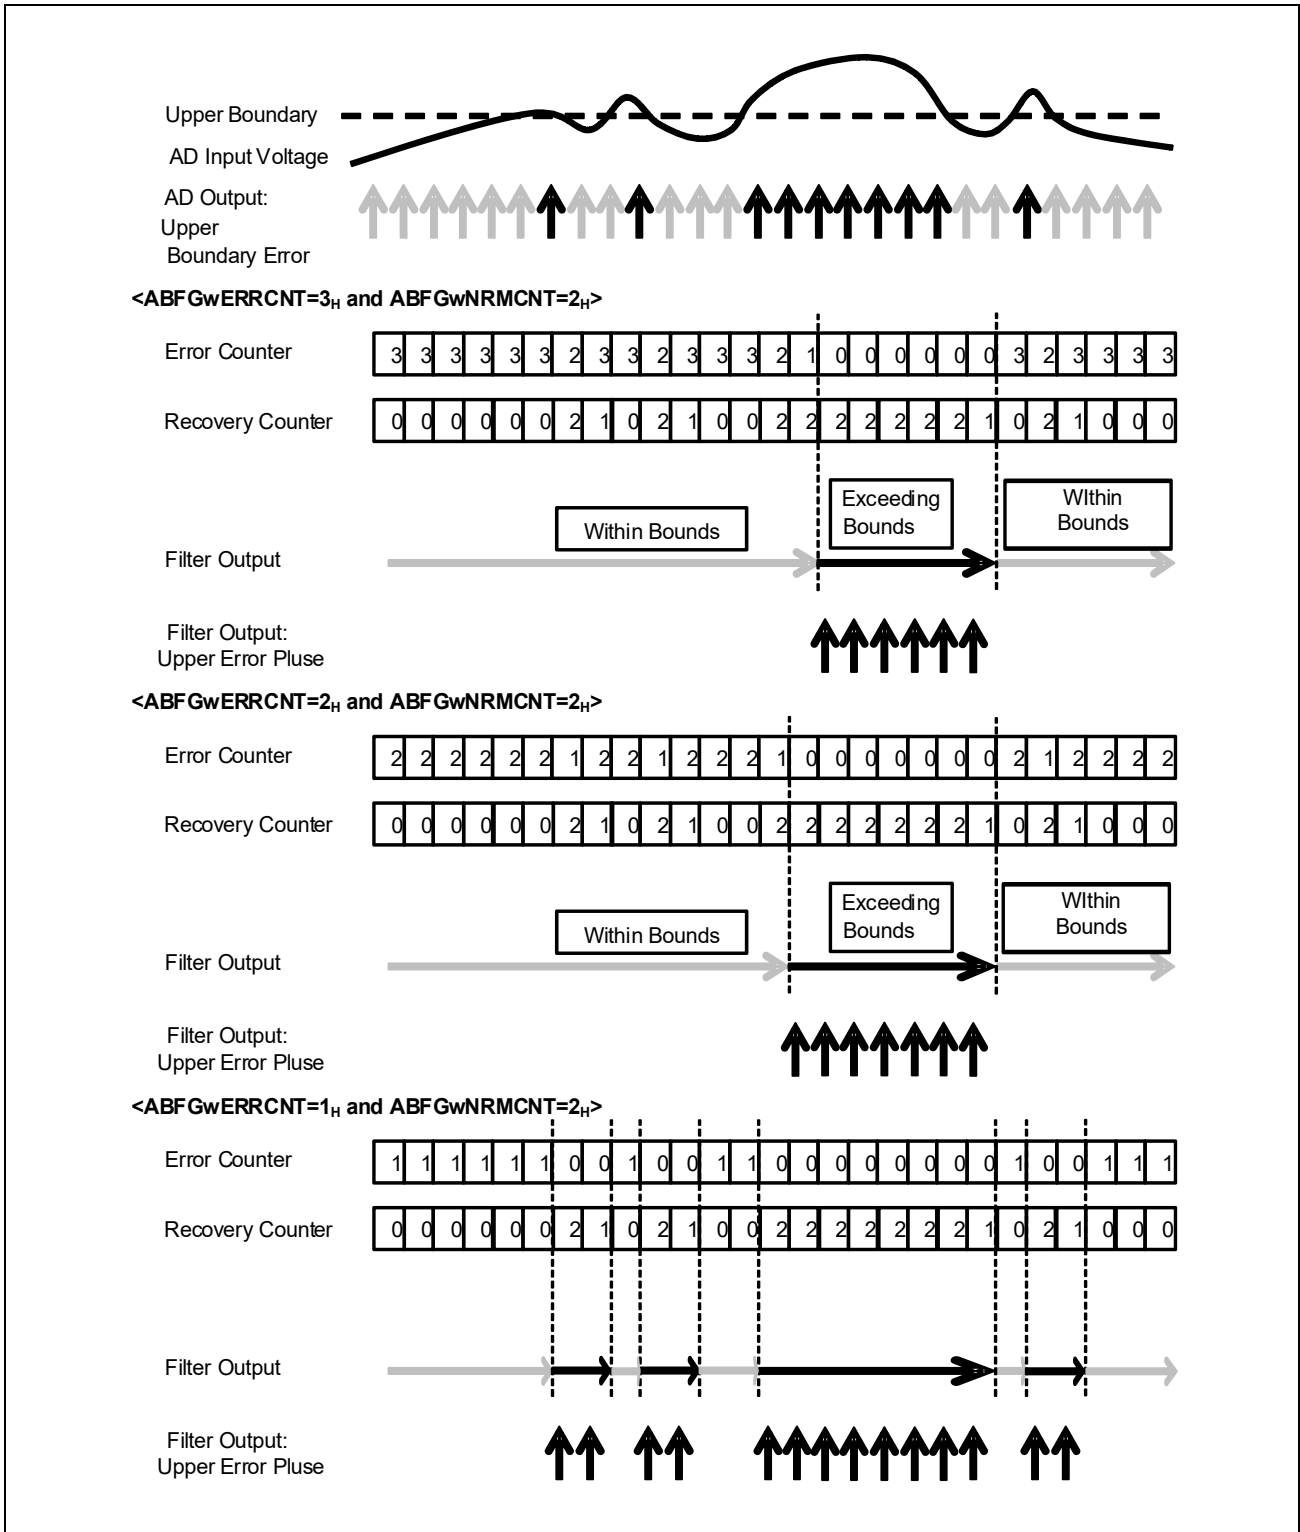 Upper Boundary
AD Input Voltage
AD Output:
Upper
Boundary Error
<ABFGwERRCNT=3H and ABFGwNRMCNT=2H>
Error Counter 3 3 3 3 3 3 2 3 3 2 3 3 3 2 1 0 0 0 0 0 0 3 2 3 3 3 3
Recovery Counter 0 0 0 0 0 0 2 1 0 2 1 0 0 2 2 2 2 2 2 2 1 0 2 1 0 0 0
Within Bounds
Exceeding
Bounds
WIthin
Bounds
Filter Output
Filter Output:
Upper Error Pluse
<ABFGwERRCNT=2H and ABFGwNRMCNT=2H>
Error Counter 2 2 2 2 2 2 1 2 2 1 2 2 2 1 0 0 0 0 0 0 0 2 1 2 2 2 2
Recovery Counter 0 0 0 0 0 0 2 1 0 2 1 0 0 2 2 2 2 2 2 2 1 0 2 1 0 0 0
Within Bounds
Exceeding
Bounds
WIthin
Bounds
Filter Output
Filter Output:
Upper Error Pluse
<ABFGwERRCNT=1H and ABFGwNRMCNT=2H>
Error Counter 1 1 1 1 1 1 0 0 1 0 0 1 1 0 0 0 0 0 0 0 0 1 0 0 1 1 1
Recovery Counter 0 0 0 0 0 0 2 1 0 2 1 0 0 2 2 2 2 2 2 2 1 0 2 1 0 0 0
Filter Output
Filter Output:
Upper Error Pluse